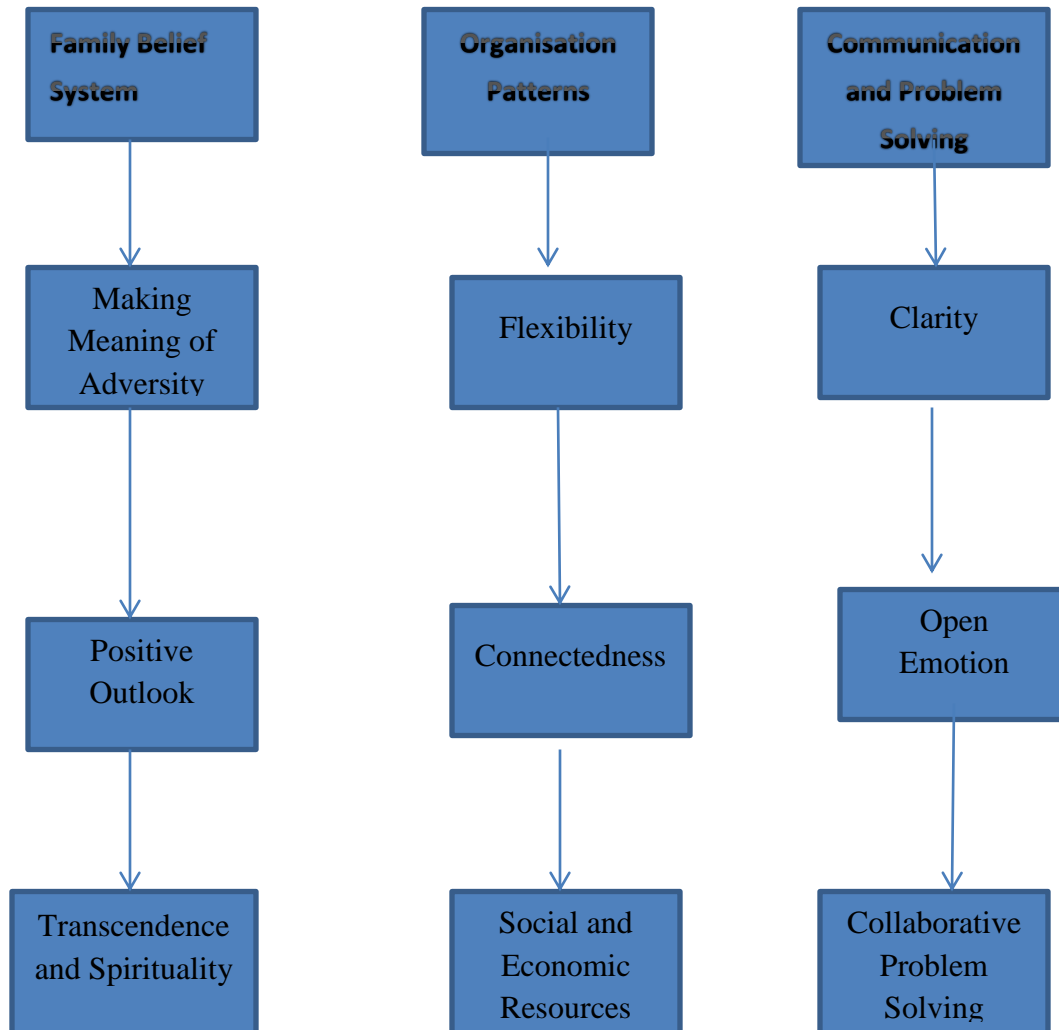 Family Belief
System
Making
Meaning of
Adversity
Positive
Outlook
Transcendence
and Spirituality
Organisation
Patterns
Flexibility
Connectedness
Social and
Economic
Resources
Communication
and Problem
Solving
Clarity
Open
Emotion
Collaborative
Problem
Solving